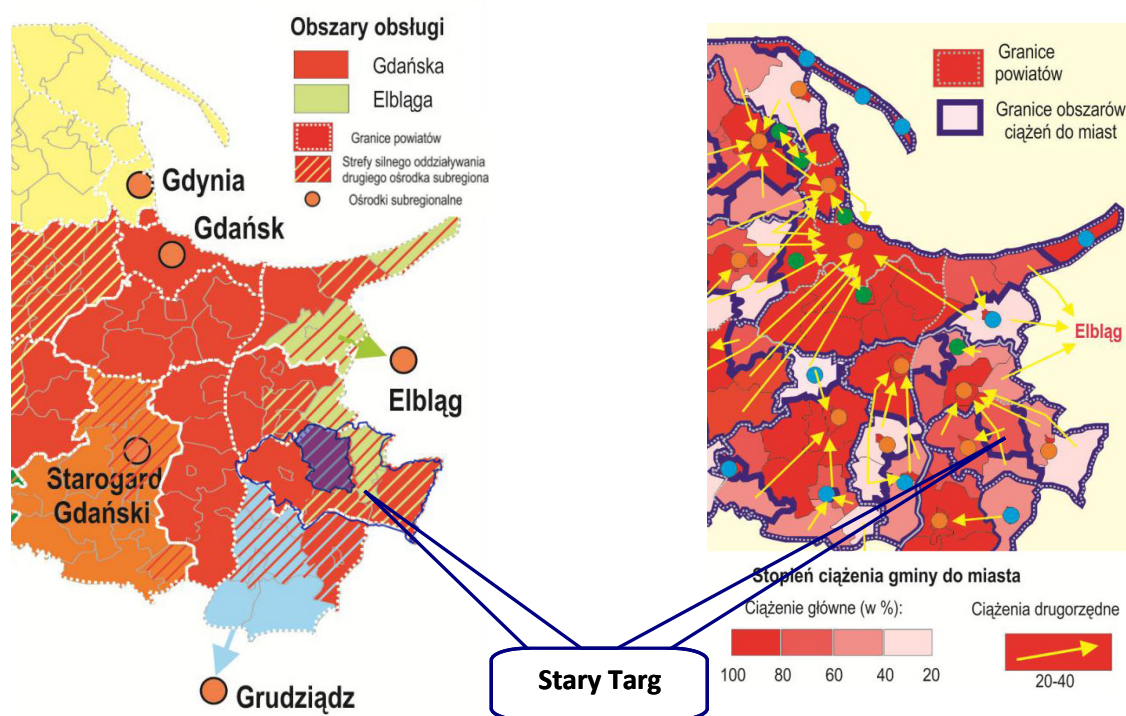 Obszary obsługi
Gdańska
Elbląga
Granice powiatów
Strefy silnego oddziaływania
drugiego ośrodka subregiona
Ośrodki subregionalne
Gdynia
Gdańsk
Elbląg
Starogard
Gdański
Grudziądz
Granice
powiatów
Granice obszarów
ciążeń do miast
Elbląg
Stopień ciążenia gminy do miasta
Ciążenie główne (w %):
Ciążenia drugorzędne
100 80 60 40 20
20-40
Stary Targ